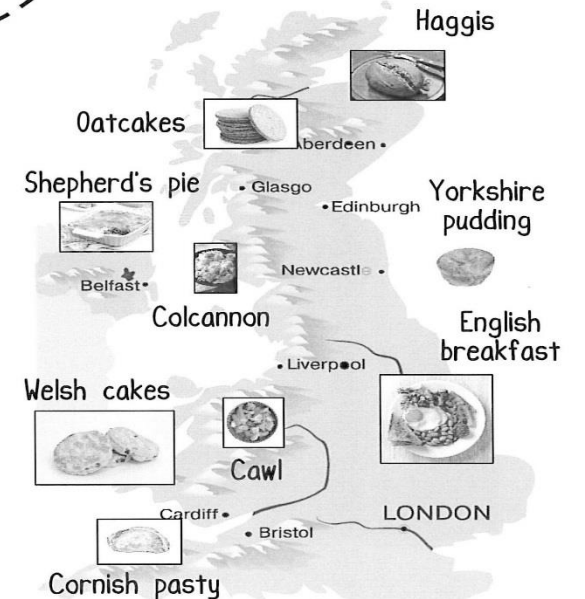 Haggis
Oatcakes
Aberdeen
Shepherd's pie
Glasgo
Yorkshire
pudding
Edinburgh
Newcastle
Belfast
Colcannon
English
breakfast
Liverpool
Welsh cakes
Cawl
Cardiff
LONDON
Bristol
Cornish pasty